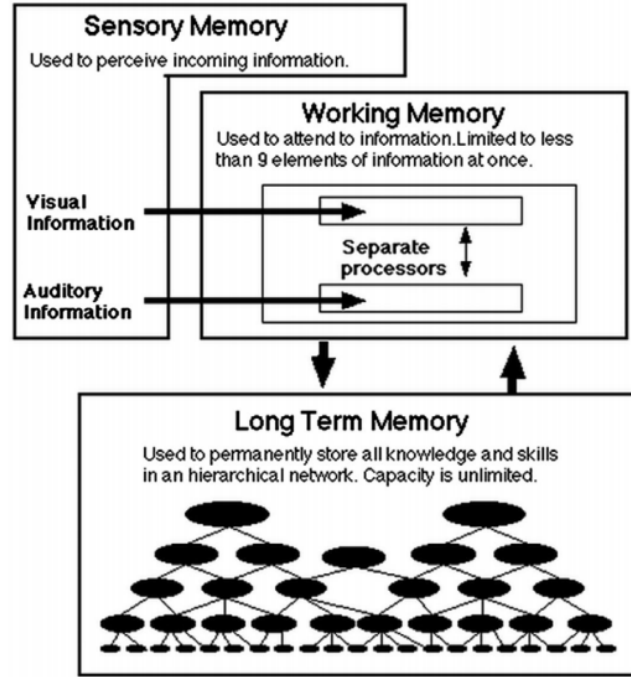 Sensory Memory
Used to perceive incoming information.
Working Memory
Used to attend to information.Limited to less
than 9 elements of information at once.
Visual
Information
Separate
processors
Auditory
Information
Long Term Memory
Used to permanently store all knowledge and skills
in an hierarchical network. Capacity is unlimited.